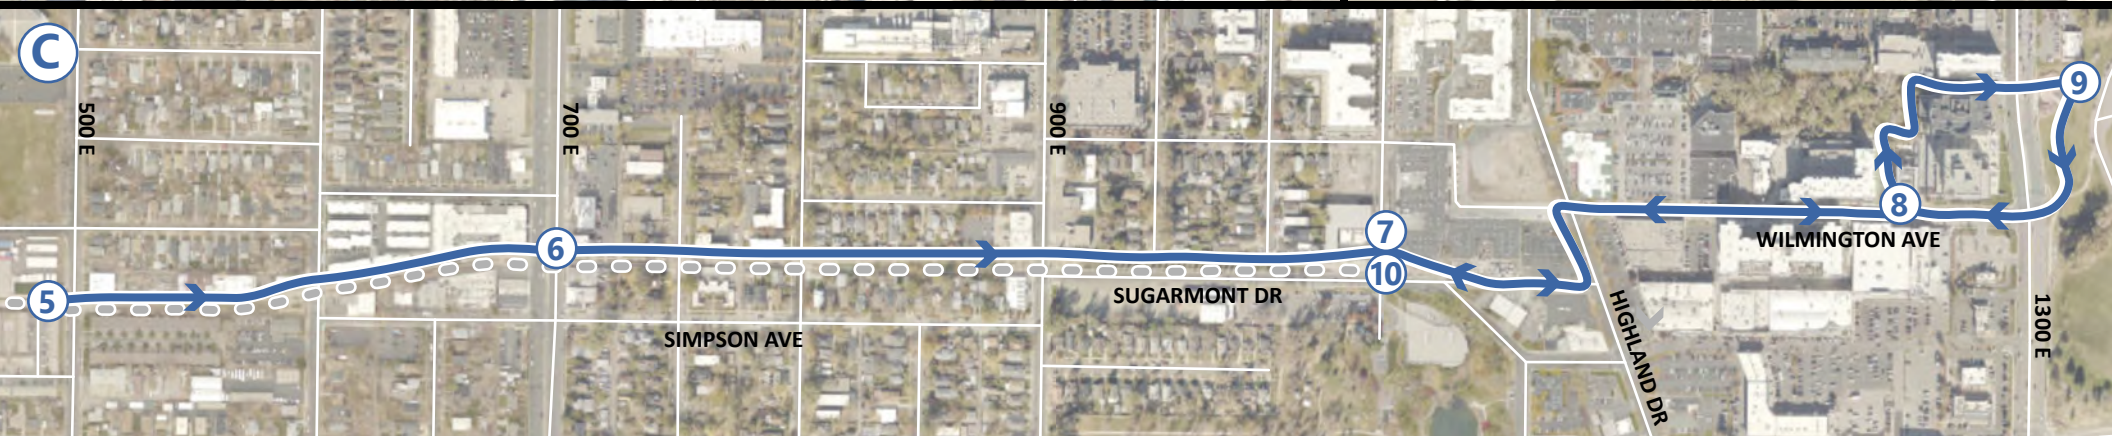 C
500 E
700 E
900 E
5
6
7
10
8
9
SUGARMONT DR
SIMPSON AVE
WILMINGTON AVE
HIGHLAND DR
1300 E